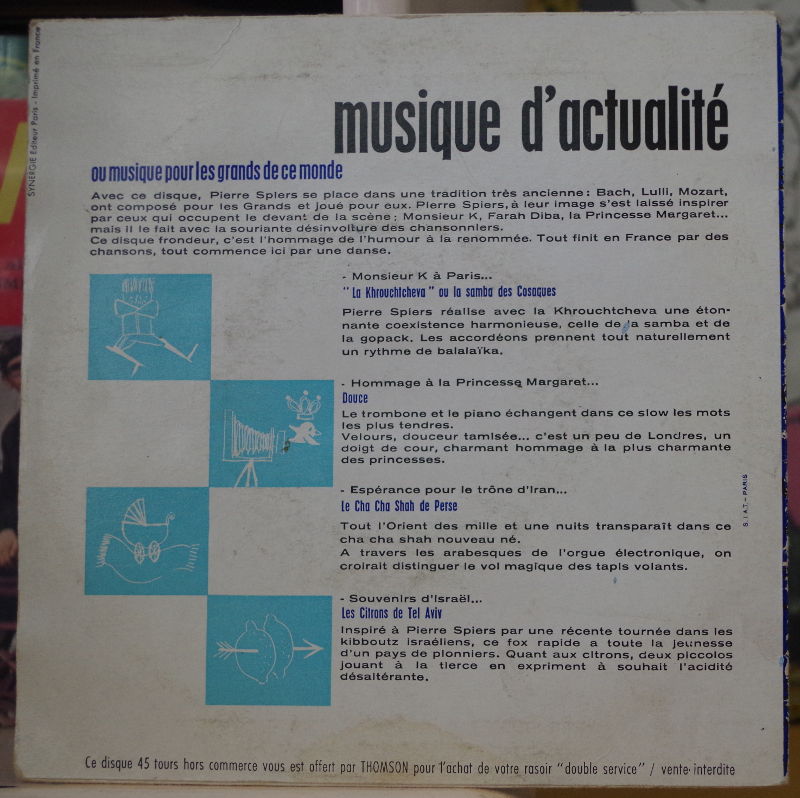 SYNERGIE Editeur Paris - Imprimé en France
musique d'actualité
ou musique pour les grands de ce monde
Avec ce disque, Pierre Spiers se place dans une tradition très ancienne : Bach, Lulli, Mozart,
ont composé pour les Grands et joué pour eux. Pierre Spiers, à leur image s'est laissé inspirer
par ceux qui occupent le devant de la scène ; Monsieur K, Farah Diba, la Princesse Margaret...
mais il le fait avec la souriante désinvolture des chansonniers.
Ce disque frondeur, c'est l'hommage de l'humour à la renommée. Tout finit en France par des
chansons, tout commence ici par une danse.
- Monsieur K à Paris...
"La Khrouchtcheva" ou la samba des Cosaques
Pierre Spiers réalise avec la Khrouchtcheva une éton-
nante coexistence harmonieuse, celle de la samba et de
la gopack. Les accordéons prennent tout naturellement
un rythme de balalaïka.
- Hommage à la Princesse Margaret...
Douce
Le trombone et le piano échangent dans ce slow les mots
les plus tendres.
Velours, douceur tamisée... c'est un peu de Londres, un
doigt de cour, charmant hommage à la plus charmante
des princesses.
- Espérance pour le trône d'Iran...
Le Cha Cha Shah de Perse
Tout l'Orient des mille et une nuits transparaît dans ce
cha cha shah nouveau né.
A travers les arabesques de l'orgue électronique, on
croirait distinguer le vol magique des tapis volants.
- Souvenirs d'Israël...
Les Citrons de Tel Aviv
Inspiré à Pierre Spiers par une récente tournée dans les
kibboutz israéliens, ce fox rapide a toute la jeunesse
d'un pays de pionniers. Quant aux citrons, deux piccolos
jouant à la tierce en expriment à souhait l'acidité
désaltérante.
S.I.A.T. - PARIS
Ce disque 45 tours hors commerce vous est offert par THOMSON pour l'achat de votre rasoir "double service" / vente interdite